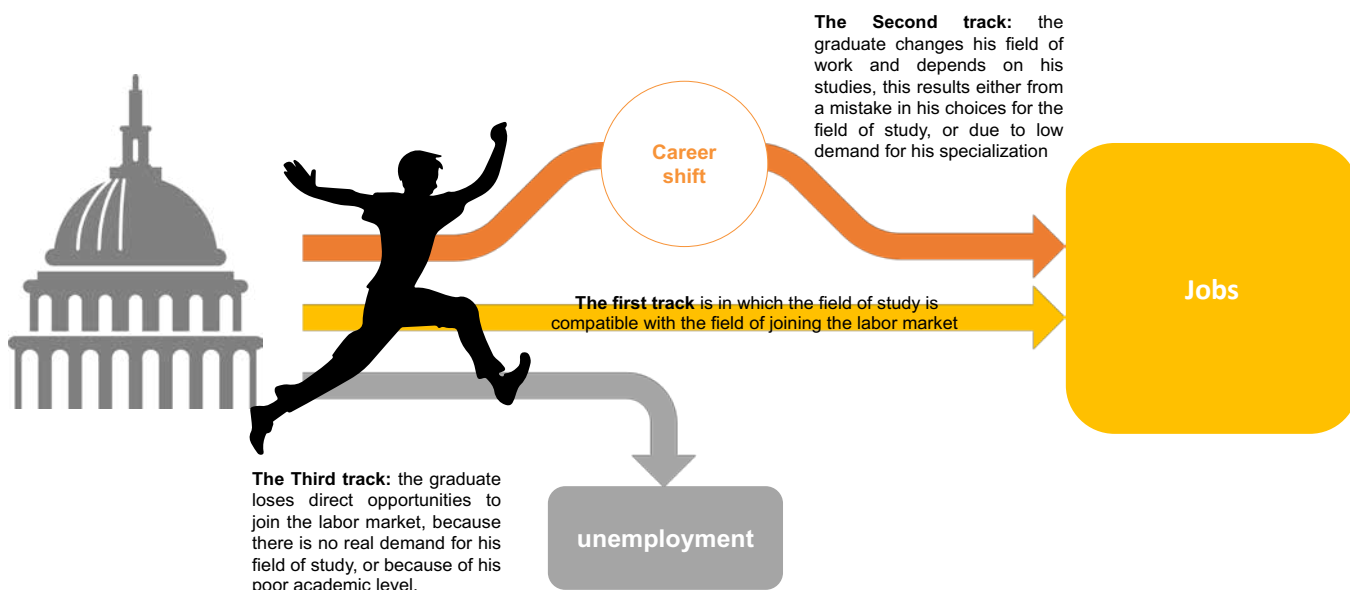 The Second track: the
graduate changes his field of
work and depends on his
studies, this results either from
a mistake in his choices for the
field of study, or due to low
demand for his specialization
Career
shift
Jobs
The first track is in which the field of study is
compatible with the field of joining the labor market
The Third track: the graduate
loses direct opportunities to
join the labor market, because
there is no real demand for his
field of study, or because of his
poor academic level.
unemployment